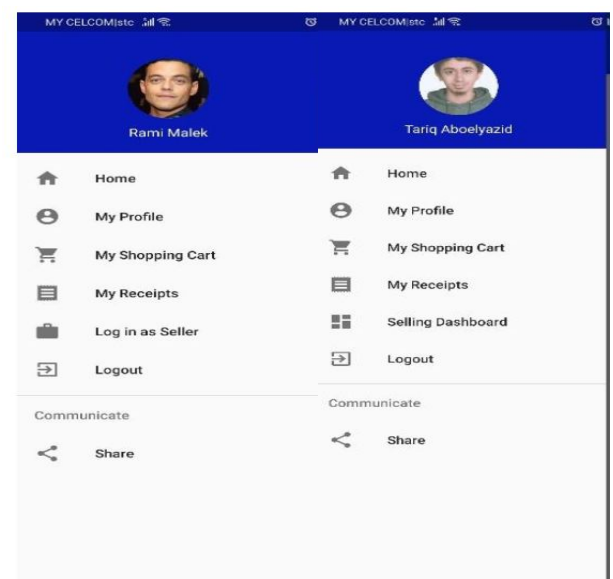 MY CELCOM|stc
Rami Malek
Home
My Profile
My Shopping Cart
My Receipts
Log in as Seller
Logout
Communicate
Share
MY CELCOM|stc
Tariq Aboelyazid
Home
My Profile
My Shopping Cart
My Receipts
Selling Dashboard
Logout
Communicate
Share